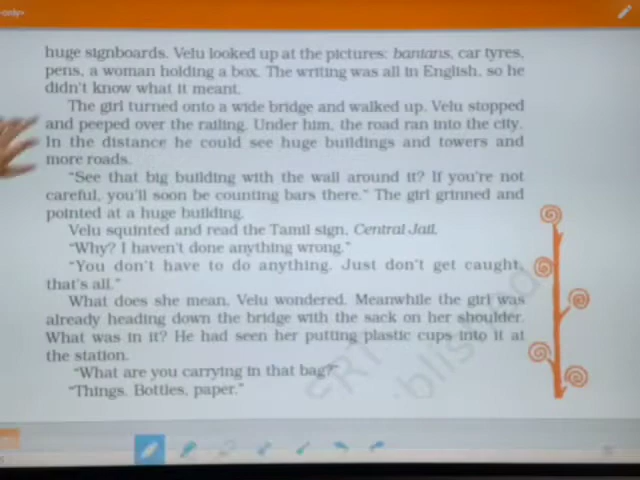 only>
huge signboards. Velu looked up at the pictures: banians, car tyres,
pens, a woman holding a box. The writing was all in English, so he
didn't know what it meant.
The girl turned onto a wide bridge and walked up. Velu stopped
and peeped over the railing. Under him, the road ran into the city.
In the distance he could see huge buildings and towers and
more roads.
"See that big building with the wall around it? If you're not
careful, you'll soon be counting bars there." The girl grinned and
pointed at a huge building.
Velu squinted and read the Tamil sign, Central Jail.
"Why? I haven't done anything wrong."
"You don't have to do anything. Just don't get caught,
that's all."
What does she mean, Velu wondered. Meanwhile the girl was
already heading down the bridge with the sack on her shoulder.
What was in it? He had seen her putting plastic cups into it at
the station.
"What are you carrying in that bag?"
"Things. Bottles, paper."